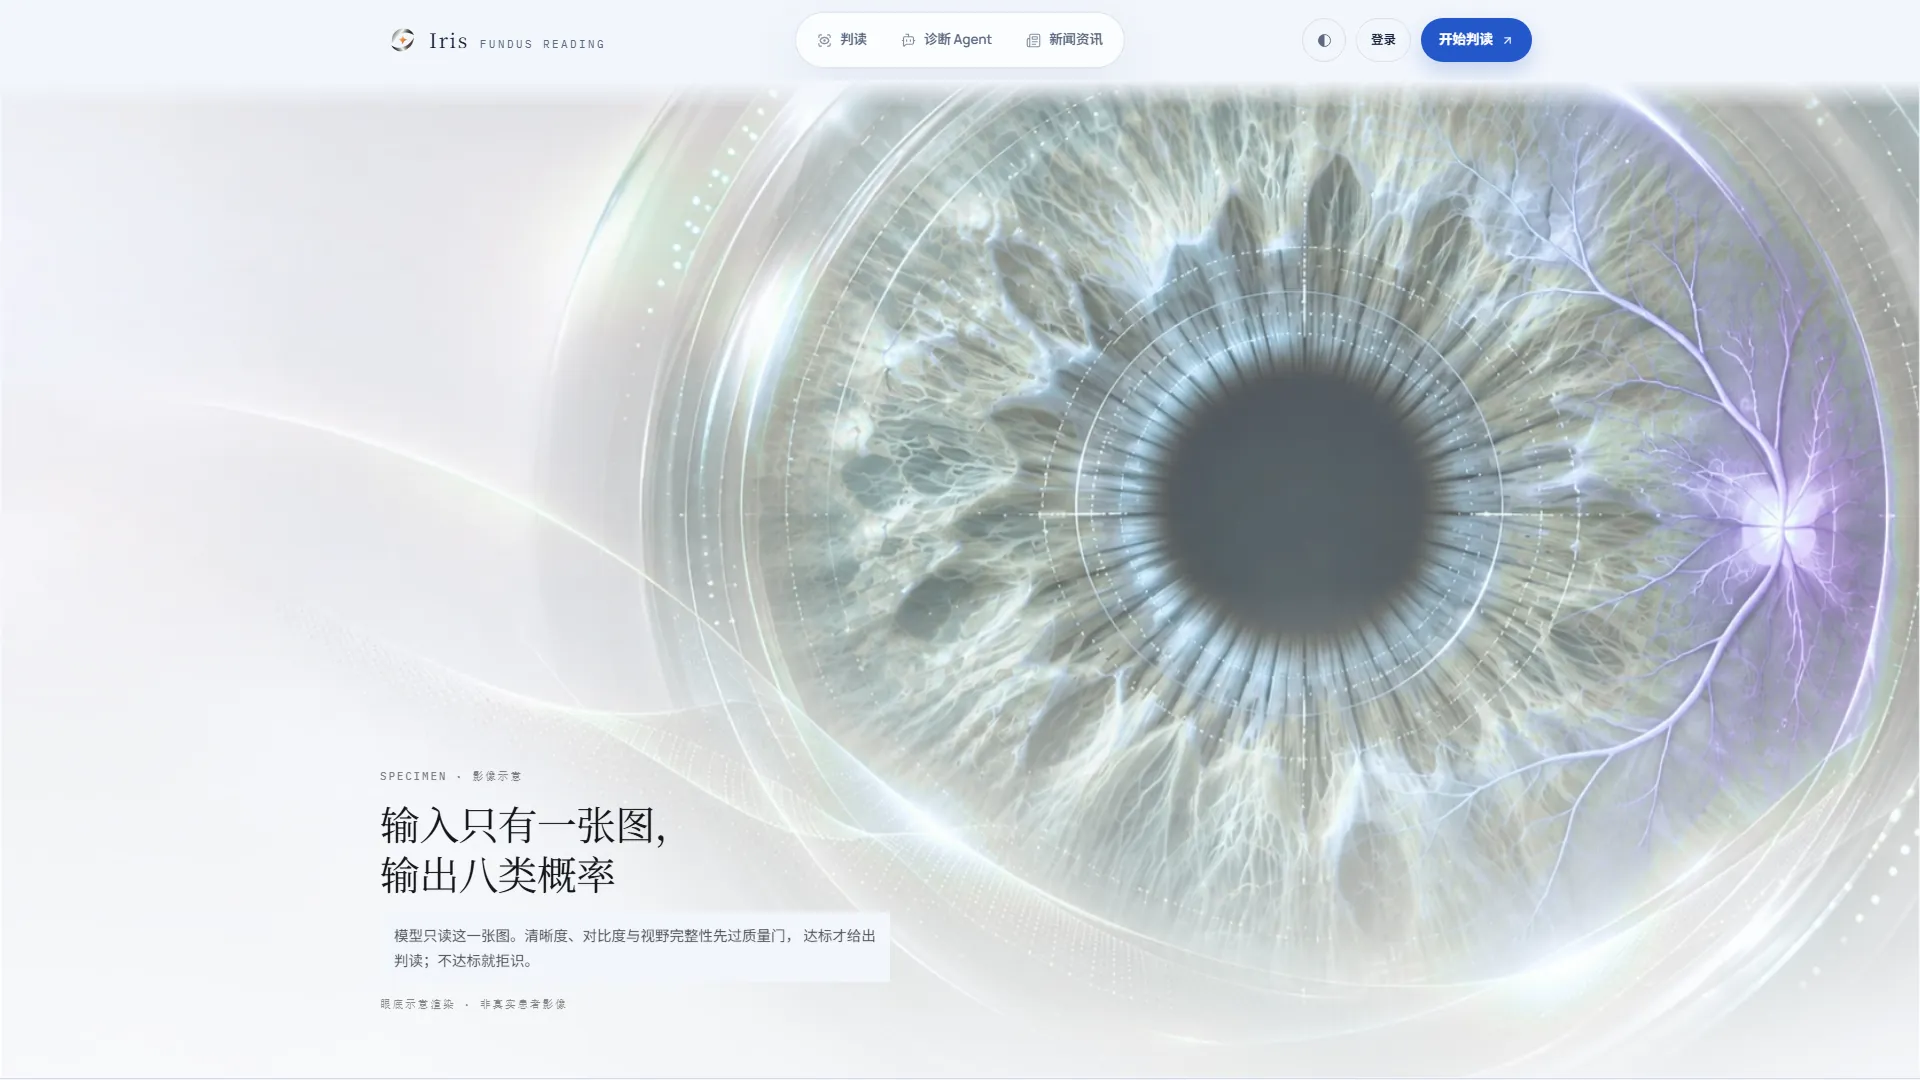 Iris FUNDUS READING
判读
诊断 Agent
新闻资讯
登录
开始判读
SPECIMEN · 影像示意
输入只有一张图，
输出八类概率
模型只读这一张图。清晰度、对比度与视野完整性先过质量门， 达标才给出
判读；不达标就拒识。
眼底示意渲染 · 非真实患者影像